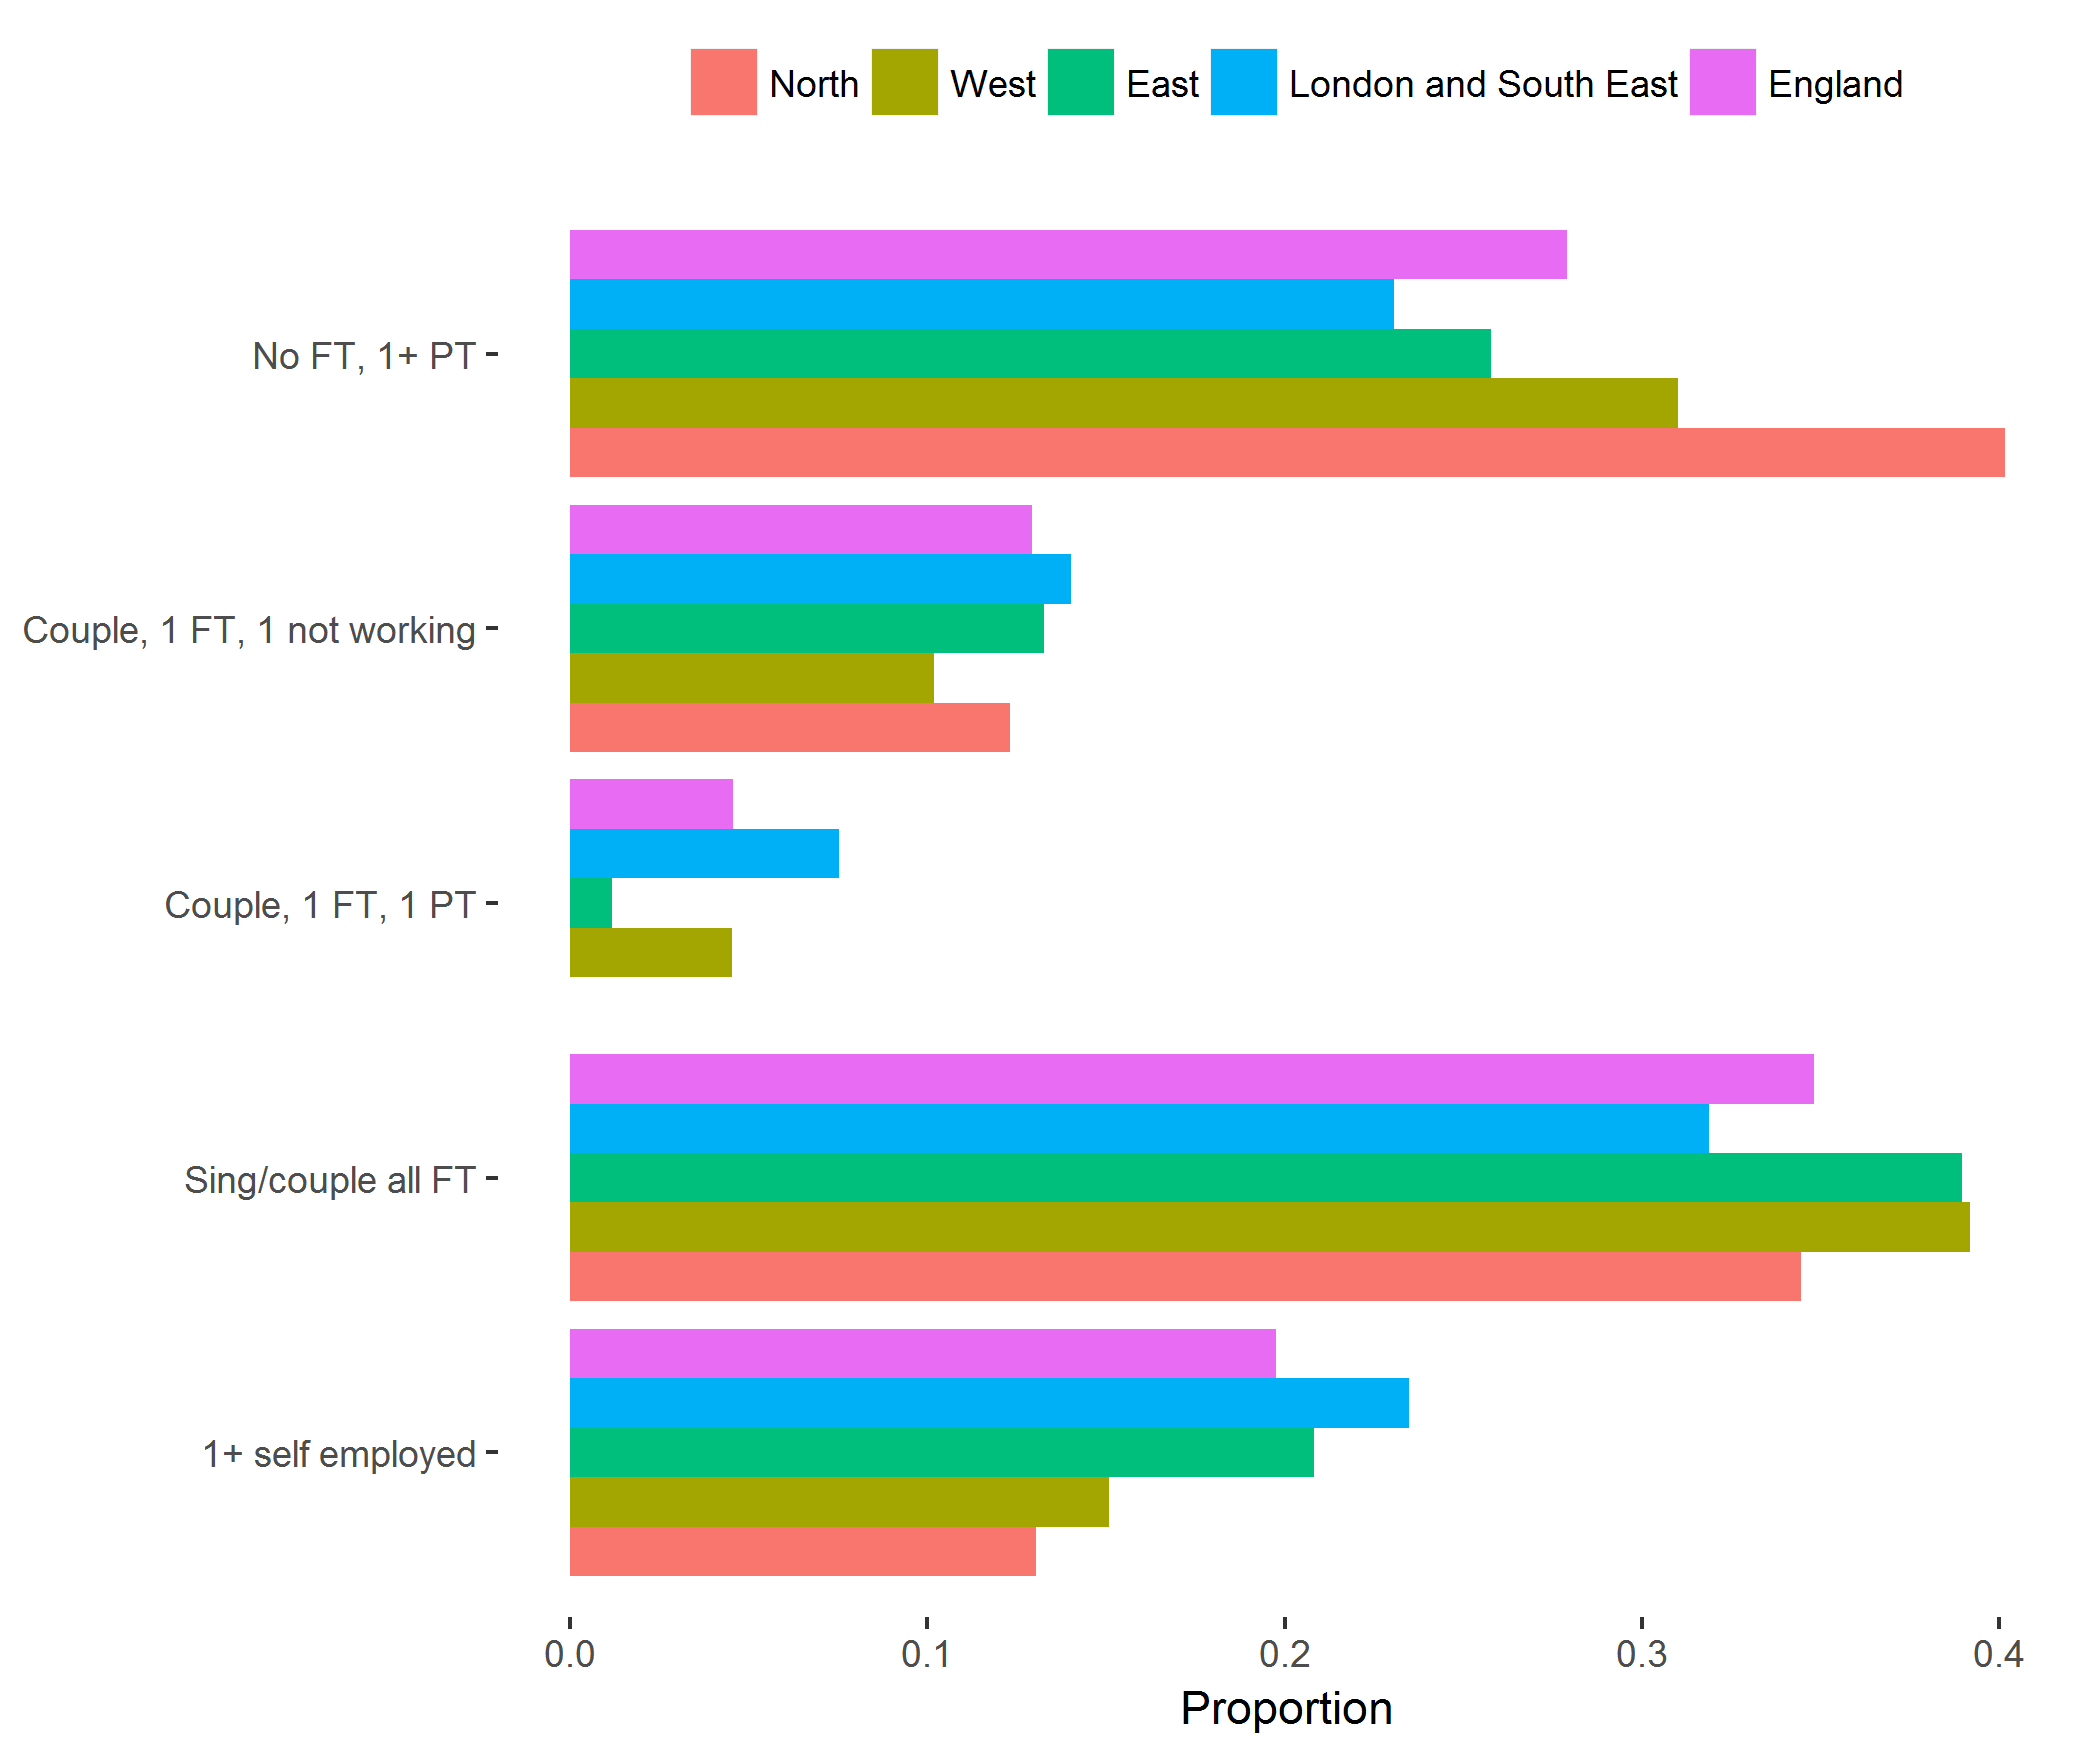 North West East London and South East England
No FT, 1+ PT
Couple, 1 FT, 1 not working
Couple, 1 FT, 1 PT
Sing/couple all FT
1+ self employed
0.0 0.1 0.2 0.3 0.4
Proportion